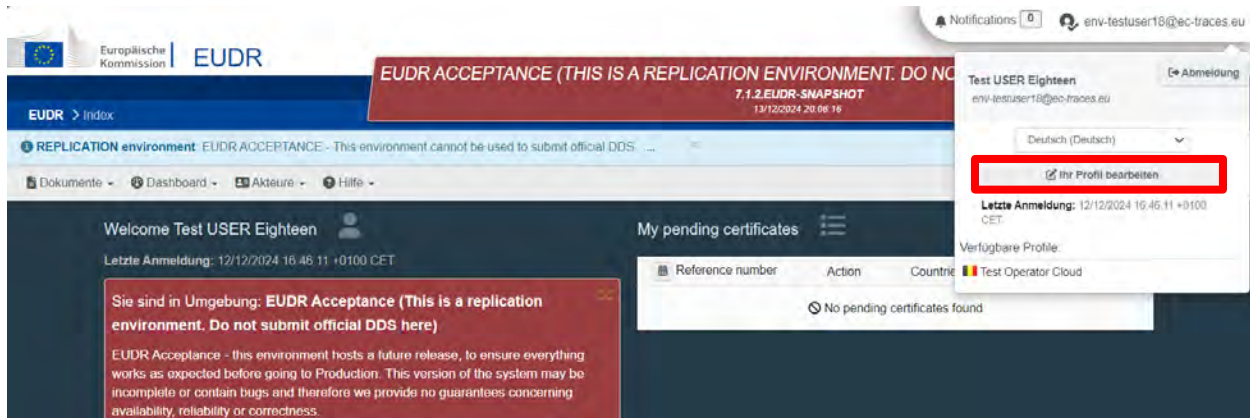 Notifications 0 env-testuser18@ec-traces.eu
Europäische
Kommission
EUDR
EUDR ACCEPTANCE (THIS IS A REPLICATION ENVIRONMENT. DO NO
7.1.2.EUDR-SNAPSHOT
13/12/2024 20:06:16
Test USER Eighteen
Abmeldung
env-testuser18@ec-traces.eu
EUDR > Index
Deutsch (Deutsch)
REPLICATION environment EUDR ACCEPTANCE - This environment cannot be used to submit official DDS. ...
Ihr Profil bearbeiten
Dokumente Dashboard Akteure Hilfe
Letzte Anmeldung: 12/12/2024 16:46:11 +0100
CET
Verfügbare Profile:
Test Operator Cloud
Welcome Test USER Eighteen
Letzte Anmeldung: 12/12/2024 16:46:11 +0100 CET
My pending certificates
Reference number Action Countrie
No pending certificates found
Sie sind in Umgebung: EUDR Acceptance (This is a replication
environment. Do not submit official DDS here)
EUDR Acceptance - this environment hosts a future release, to ensure everything
works as expected before going to Production. This version of the system may be
incomplete or contain bugs and therefore we provide no guarantees concerning
availability, reliability or correctness.